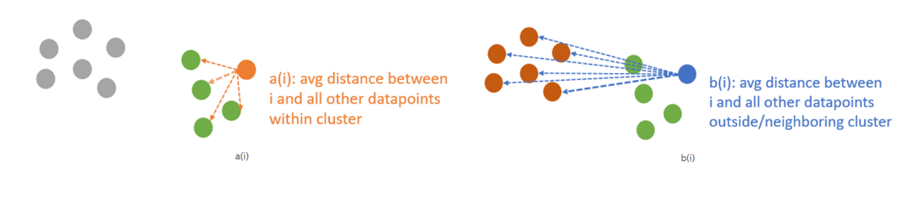 a(i): avg distance between
i and all other datapoints
within cluster
a(i)
b(i): avg distance between
i and all other datapoints
outside/neighboring cluster
b(i)